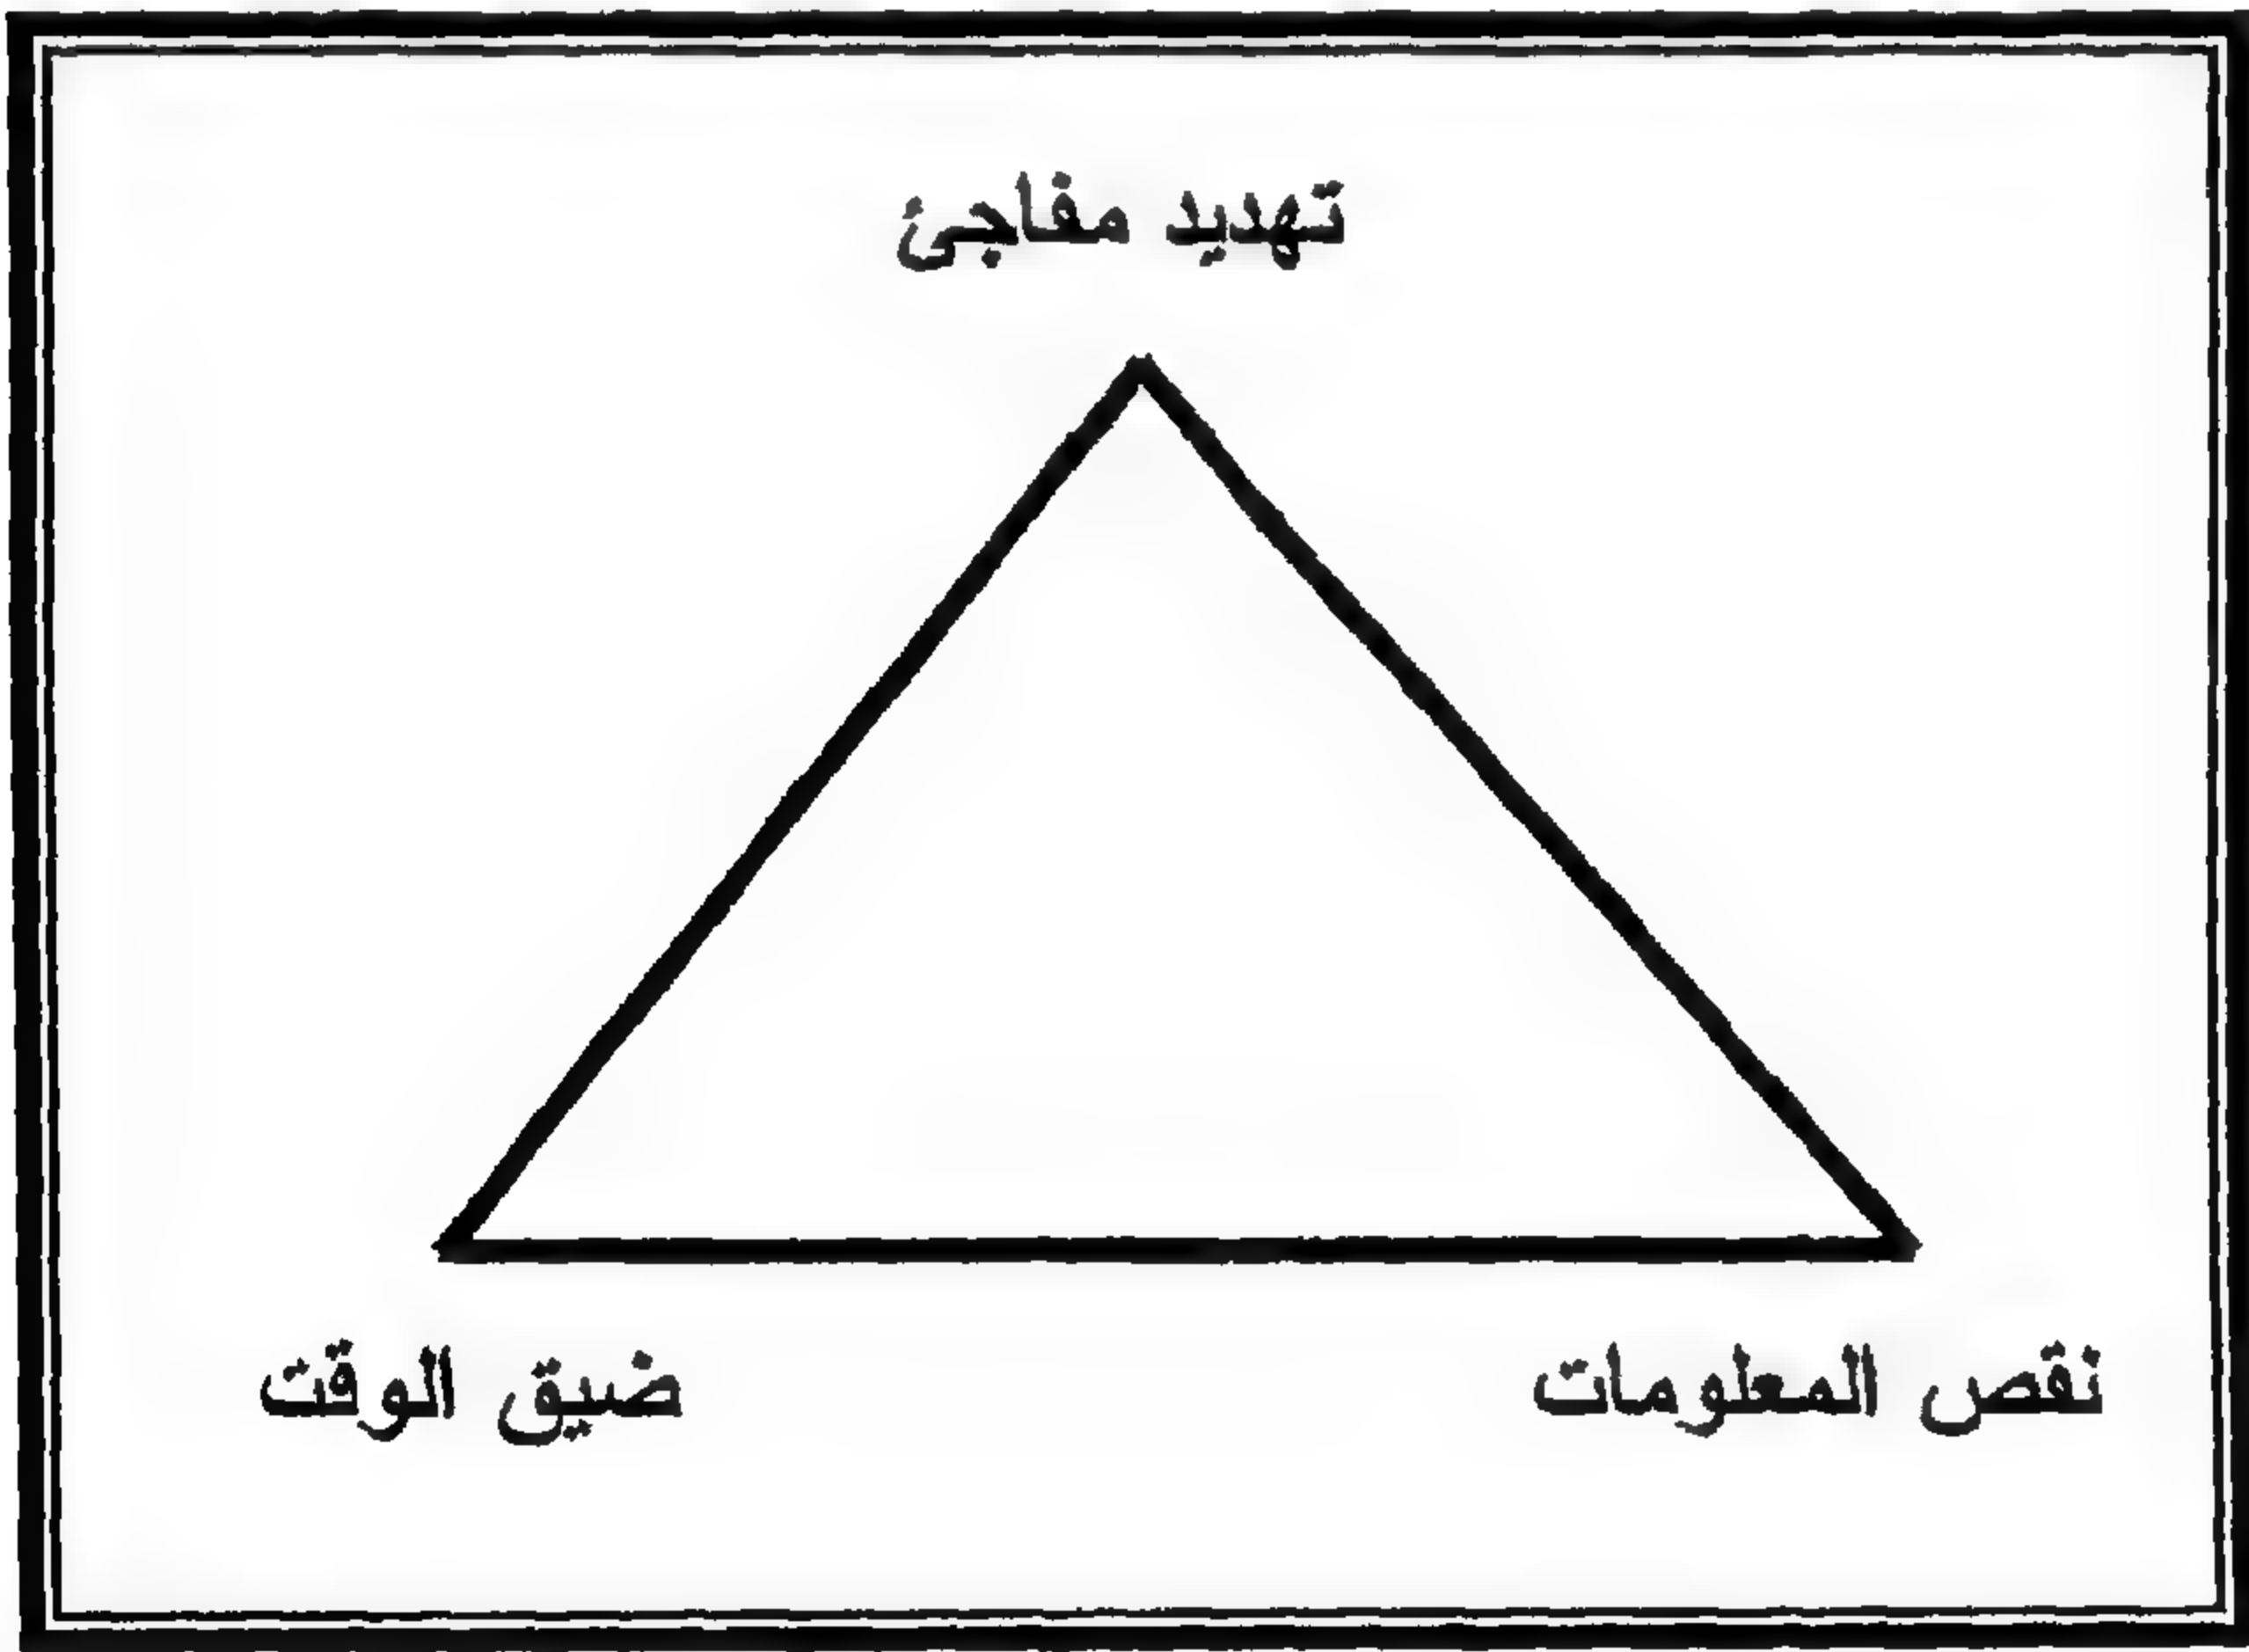 تهديد مفاجئ
نقص المعلومات
ضيق الوقت